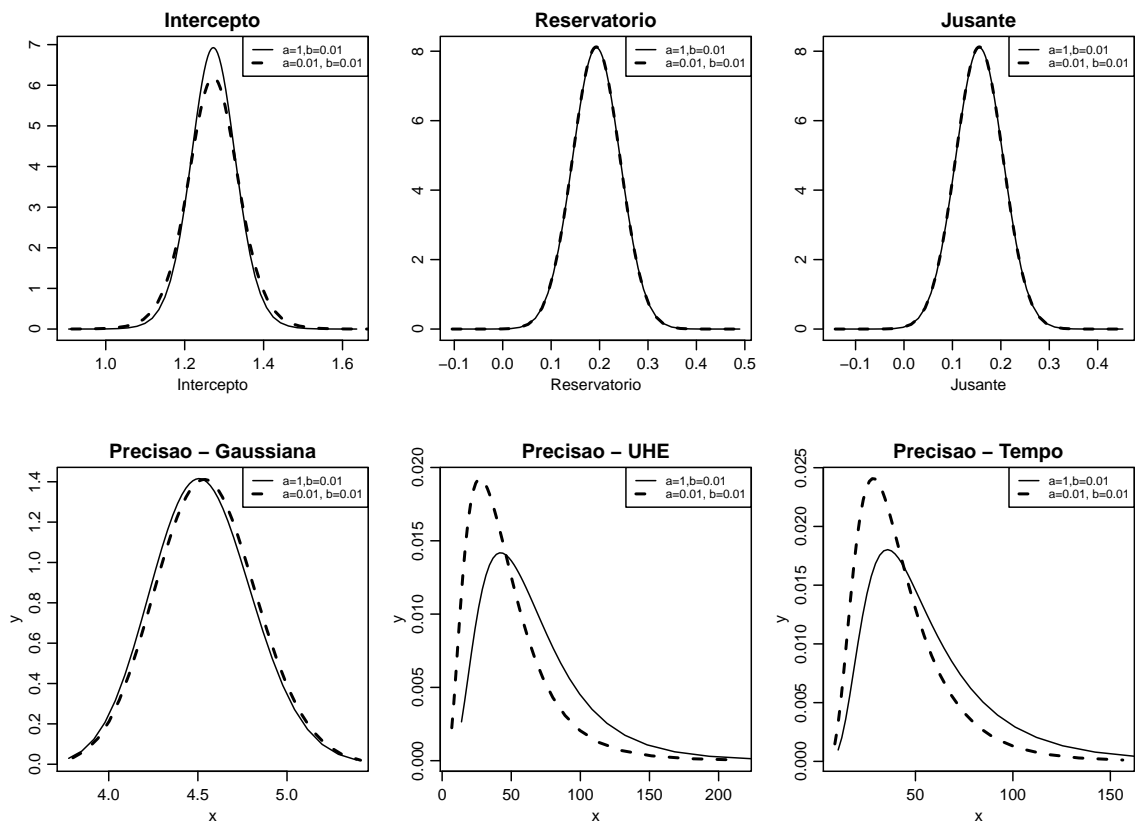 Intercepto
a=1,b=0.01
a=0.01, b=0.01
0 1 2 3 4 5 6 7
1.0 1.2 1.4 1.6
Intercepto
Reservatorio
a=1,b=0.01
a=0.01, b=0.01
0 2 4 6 8
−0.1 0.0 0.1 0.2 0.3 0.4 0.5
Reservatorio
Jusante
a=1,b=0.01
a=0.01, b=0.01
0 2 4 6 8
−0.1 0.0 0.1 0.2 0.3 0.4
Jusante
Precisao − Gaussiana
a=1,b=0.01
a=0.01, b=0.01
y
0.0 0.2 0.4 0.6 0.8 1.0 1.2 1.4
4.0 4.5 5.0
x
Precisao − UHE
a=1,b=0.01
a=0.01, b=0.01
y
0.000 0.005 0.010 0.015 0.020
0 50 100 150 200
x
Precisao − Tempo
a=1,b=0.01
a=0.01, b=0.01
y
0.000 0.005 0.010 0.015 0.020 0.025
50 100 150
x